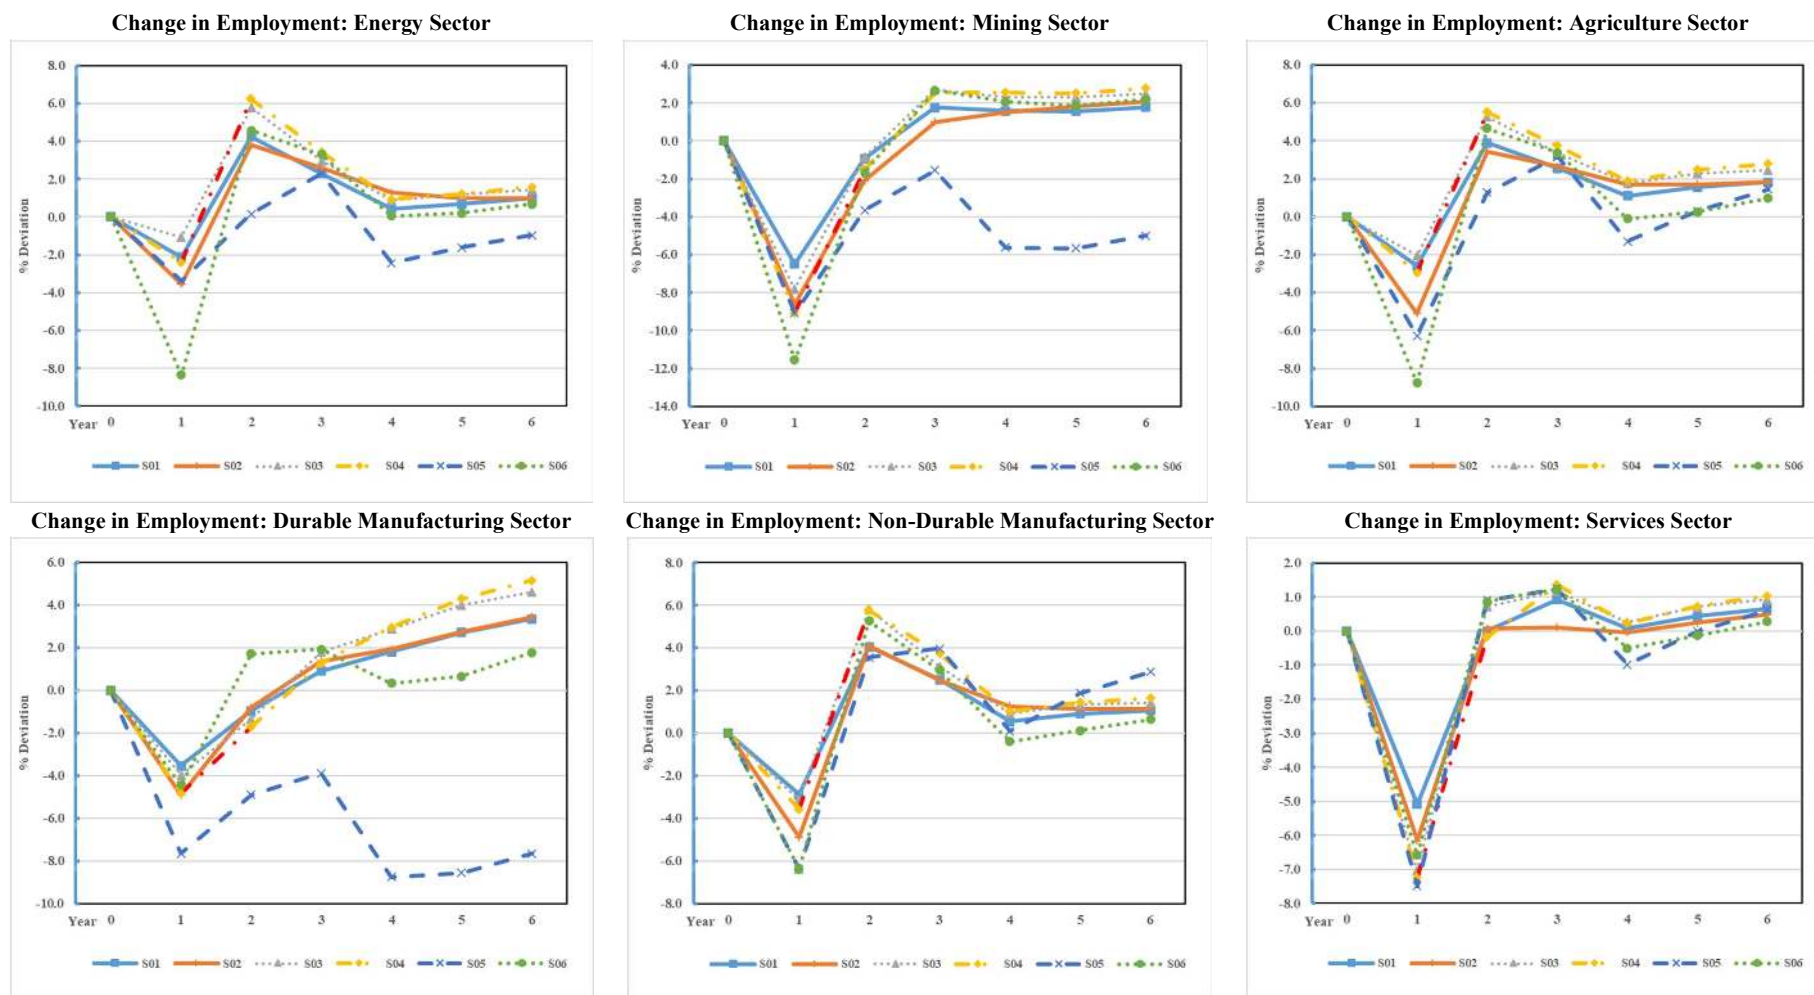 Change in Employment: Energy Sector
8.0
6.0
4.0
2.0
0.0
-2.0
-4.0
-6.0
-8.0
-10.0
% Deviation
Year 0 1 2 3 4 5 6
S01 S02 S03 S04 S05 S06
Change in Employment: Mining Sector
4.0
2.0
0.0
-2.0
-4.0
-6.0
-8.0
-10.0
-12.0
-14.0
% Deviation
Year 0 1 2 3 4 5 6
S01 S02 S03 S04 S05 S06
Change in Employment: Agriculture Sector
8.0
6.0
4.0
2.0
0.0
-2.0
-4.0
-6.0
-8.0
-10.0
% Deviation
Year 0 1 2 3 4 5 6
S01 S02 S03 S04 S05 S06
Change in Employment: Durable Manufacturing Sector
6.0
4.0
2.0
0.0
-2.0
-4.0
-6.0
-8.0
-10.0
% Deviation
Year 0 1 2 3 4 5 6
S01 S02 S03 S04 S05 S06
Change in Employment: Non-Durable Manufacturing Sector
8.0
6.0
4.0
2.0
0.0
-2.0
-4.0
-6.0
-8.0
% Deviation
Year 0 1 2 3 4 5 6
S01 S02 S03 S04 S05 S06
Change in Employment: Services Sector
2.0
1.0
0.0
-1.0
-2.0
-3.0
-4.0
-5.0
-6.0
-7.0
-8.0
% Deviation
Year 0 1 2 3 4 5 6
S01 S02 S03 S04 S05 S06